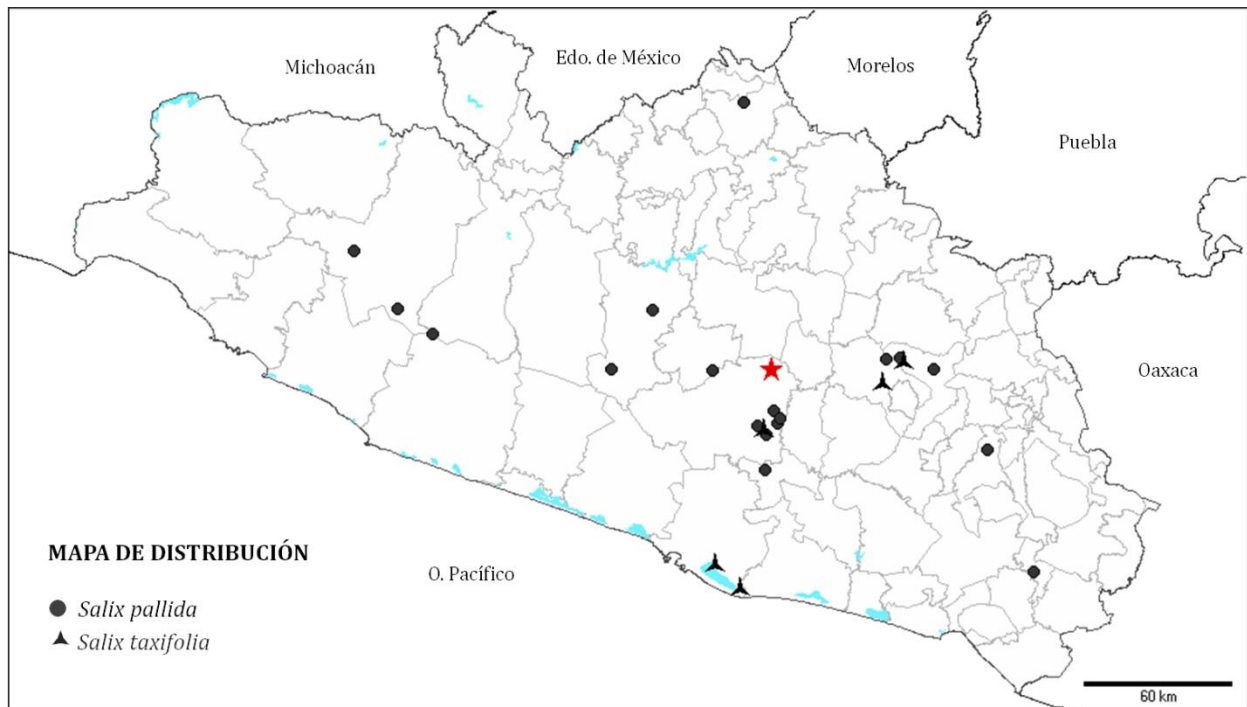 Michoacán
Edo. de México
Morelos
Puebla
Oaxaca
O. Pacífico
MAPA DE DISTRIBUCIÓN
Salix pallida
Salix taxifolia
60 km